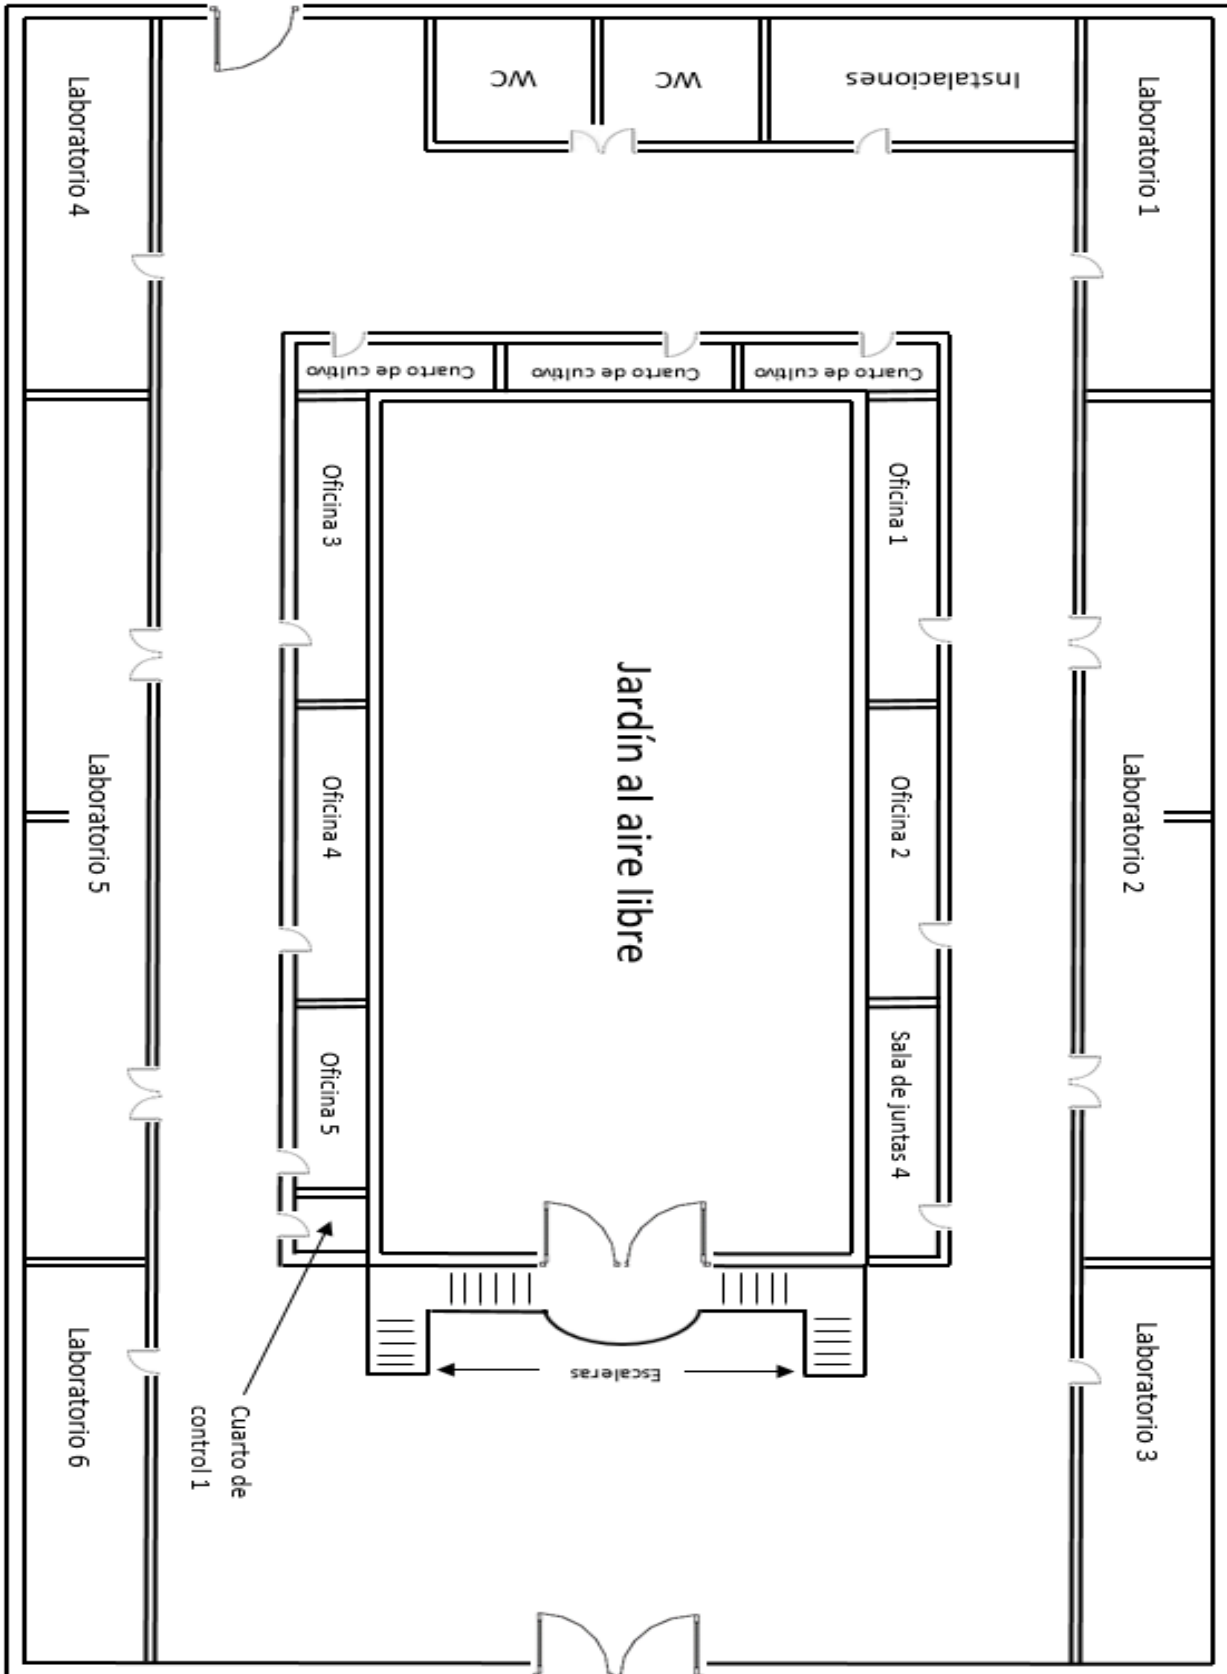 Laboratorio 4
WC
WC
Instalaciones
Laboratorio 1
Cuarto de cultivo
Cuarto de cultivo
Cuarto de cultivo
Oficina 3
Oficina 1
Jardín al aire libre
Laboratorio 5
Oficina 4
Oficina 2
Laboratorio 2
Oficina 5
Sala de juntas 4
Escaleras
Laboratorio 6
Cuarto de
control 1
Laboratorio 3